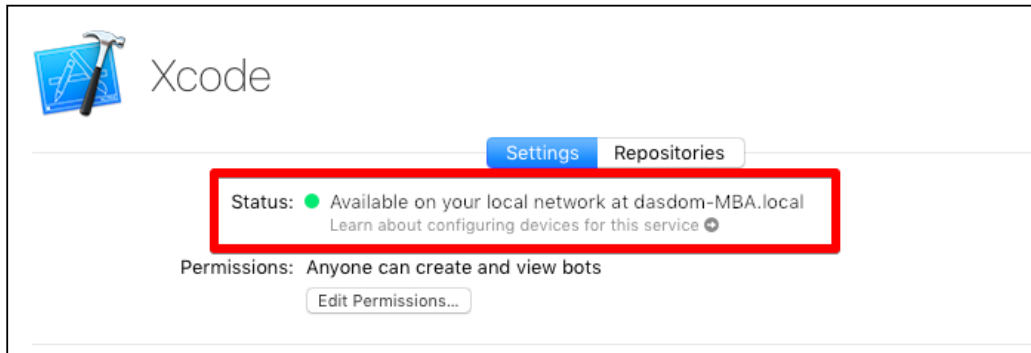 Xcode
Settings Repositories
Status: Available on your local network at dasdom-MBA.local
Learn about configuring devices for this service
Permissions: Anyone can create and view bots
Edit Permissions...